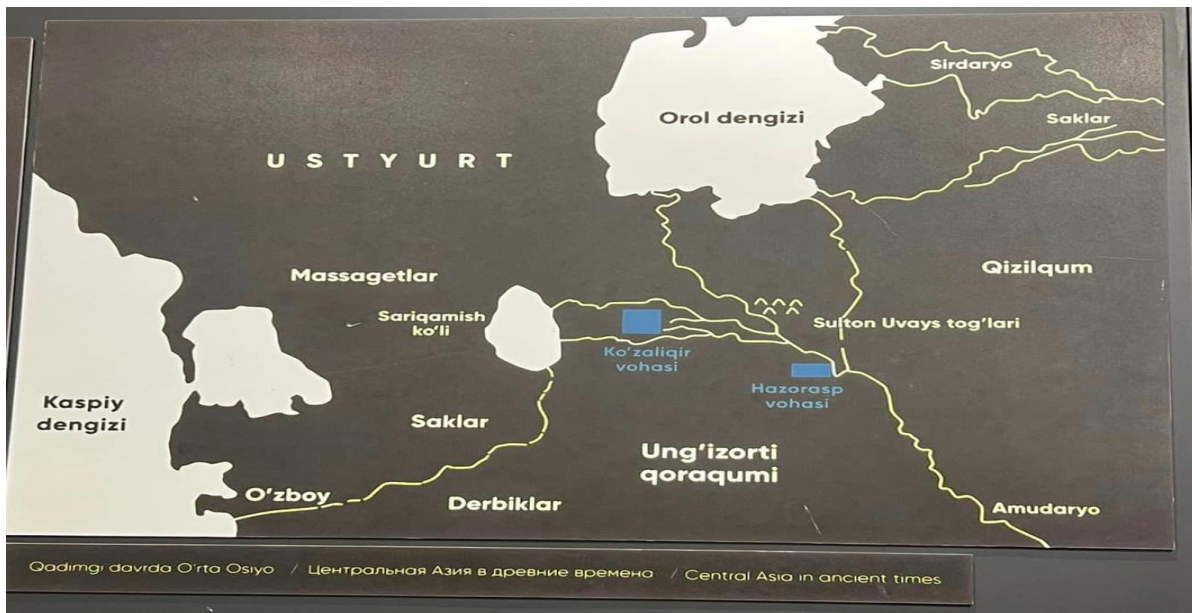 Sirdaryo
Orol dengizi
Saklar
USTYURT
Massagetlar
Qizilqum
Sariqamish
ko'li
Sulton Uvays tog'lari
Ko'zaliqir
vohasi
Hazorasp
vohasi
Kaspiy
dengizi
Saklar
Ung'izorti
qoraqumi
O'zboy
Derbiklar
Amudaryo
Qadimgi davrda O'rta Osiyo / Центральная Азия в древние времена / Central Asia in ancient times